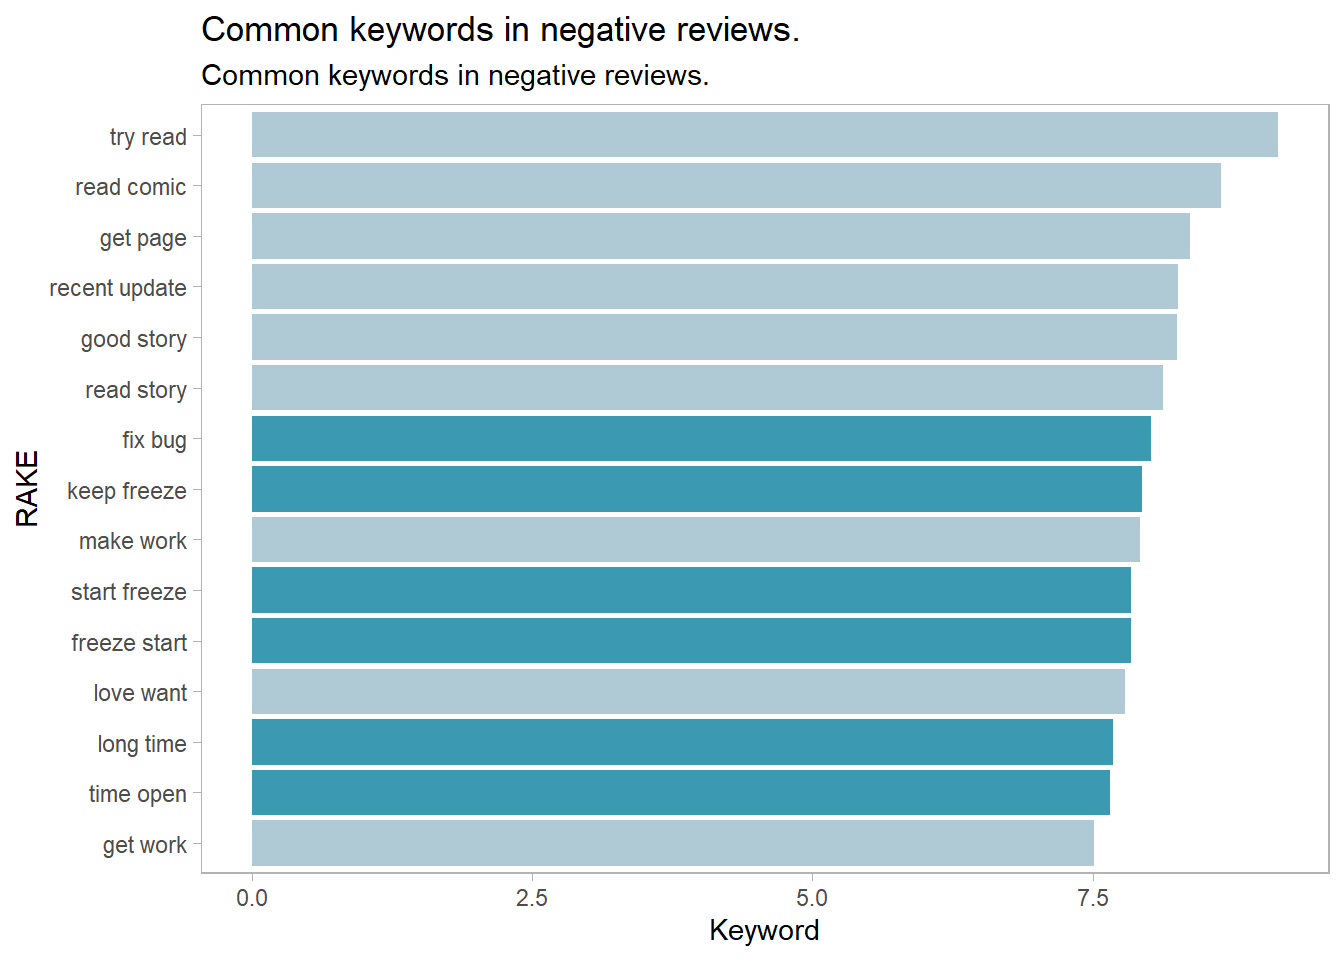 Common keywords in negative reviews.
Common keywords in negative reviews.
try read
read comic
get page
recent update
good story
read story
fix bug
keep freeze
make work
start freeze
freeze start
love want
long time
time open
get work
RAKE
0.0 2.5 5.0 7.5
Keyword